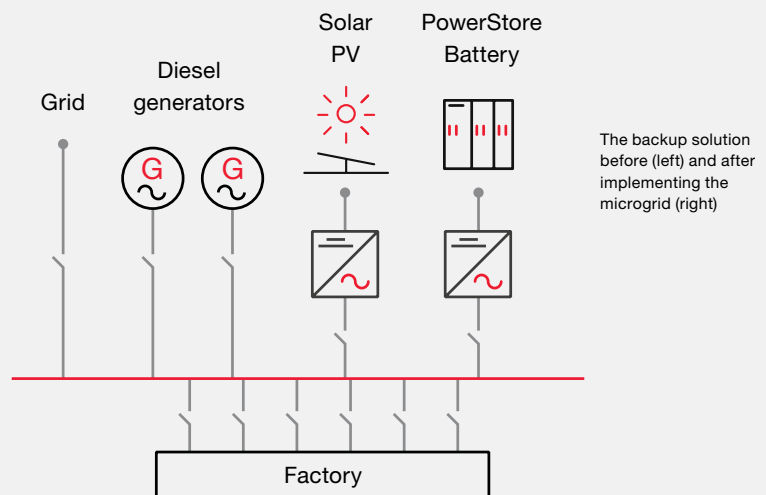 Grid
Diesel
generators
G
G
Solar
PV
PowerStore
Battery
The backup solution
before (left) and after
implementing the
microgrid (right)
Factory